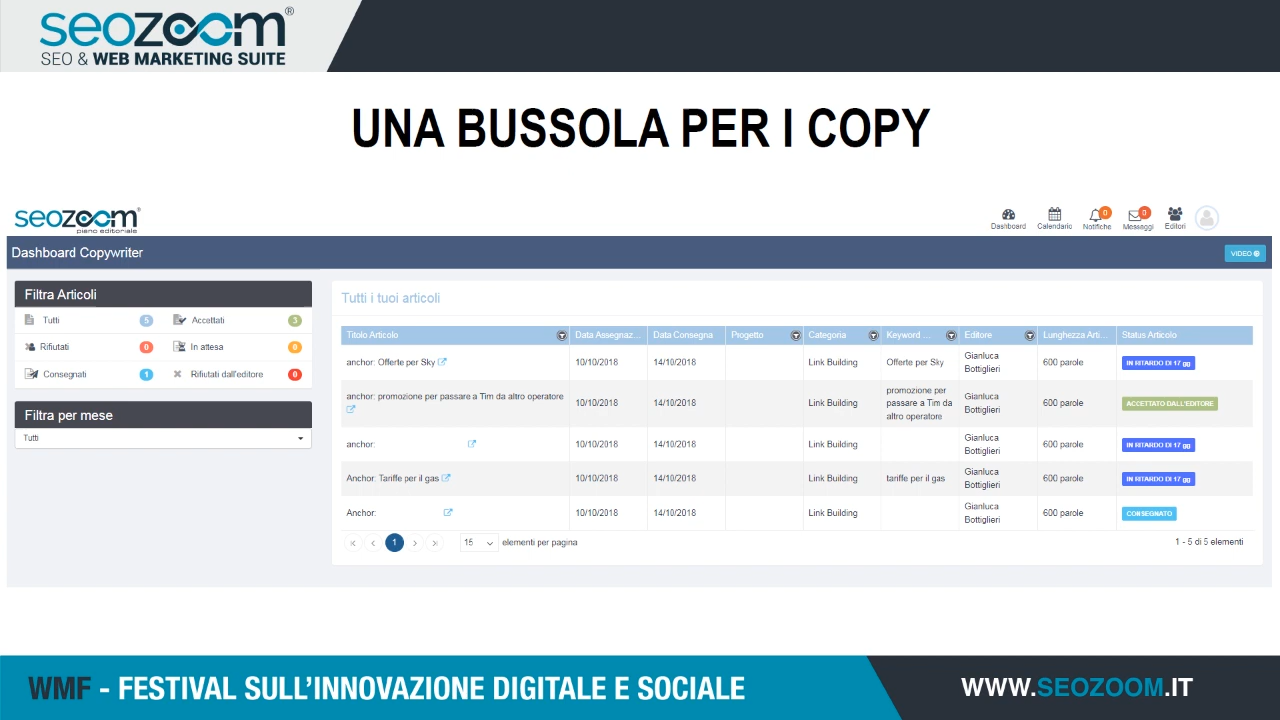 seozoom®
SEO & WEB MARKETING SUITE
UNA BUSSOLA PER I COPY
seozoom®
piano editoriale
Dashboard
Calendario
0
Notifiche
0
Messaggi
Editori
Dashboard Copywriter
VIDEO
Filtra Articoli
Tutti 5 Accettati 3
Rifiutati 0 In attesa 0
Consegnati 1 Rifiutati dall'editore 0
Filtra per mese
Tutti
Tutti i tuoi articoli
Titolo Articolo Data Assegnaz... Data Consegna Progetto Categoria Keyword ... Editore Lunghezza Arti... Status Articolo
anchor: Offerte per Sky 10/10/2018 14/10/2018 Link Building Offerte per Sky Gianluca Bottiglieri 600 parole IN RITARDO DI 17 gg
anchor: promozione per passare a Tim da altro operatore 10/10/2018 14/10/2018 Link Building promozione per passare a Tim da altro operatore Gianluca Bottiglieri 600 parole ACCETTATO DALL'EDITORE
anchor: 10/10/2018 14/10/2018 Link Building Gianluca Bottiglieri 600 parole IN RITARDO DI 17 gg
Anchor: Tariffe per il gas 10/10/2018 14/10/2018 Link Building tariffe per il gas Gianluca Bottiglieri 600 parole IN RITARDO DI 17 gg
Anchor: 10/10/2018 14/10/2018 Link Building Gianluca Bottiglieri 600 parole CONSEGNATO
1 15 elementi per pagina 1 - 5 di 5 elementi
WMF - FESTIVAL SULL'INNOVAZIONE DIGITALE E SOCIALE
WWW.SEOZOOM.IT